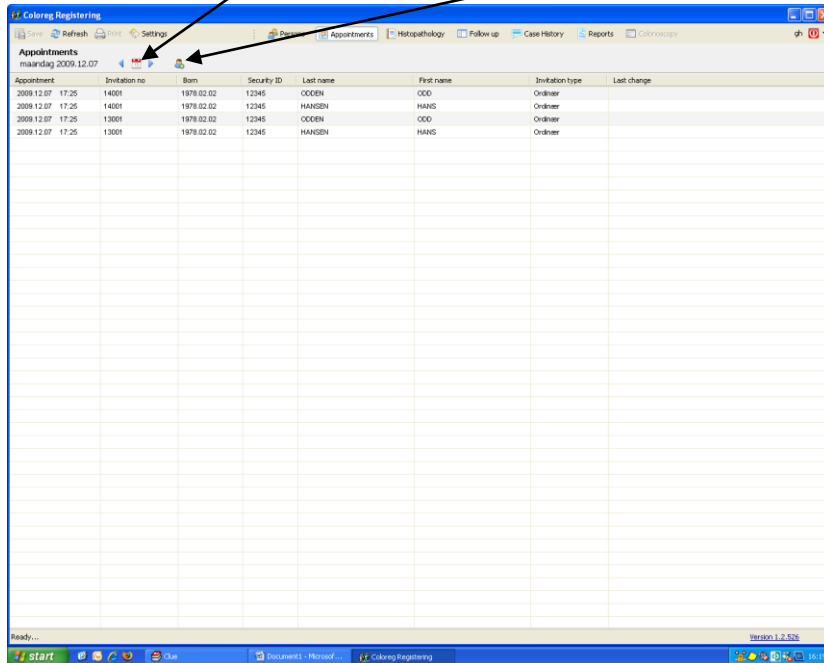 Coloreg Registering
Save Refresh Print Settings Persons Appointments Histopathology Follow up Case History Reports Colonoscopy gh
Appointments
maandag 2009.12.07
Appointment Invitation no Born Security ID Last name First name Invitation type Last change
2009.12.07 17:25 14001 1978.02.02 12345 ODDEN ODD Ordinær
2009.12.07 17:25 14001 1978.02.02 12345 HANSEN HANS Ordinær
2009.12.07 17:25 13001 1978.02.02 12345 ODDEN ODD Ordinær
2009.12.07 17:25 13001 1978.02.02 12345 HANSEN HANS Ordinær
Ready... Version 1.2.526
start Clue Document1 - Microsof... Coloreg Registering